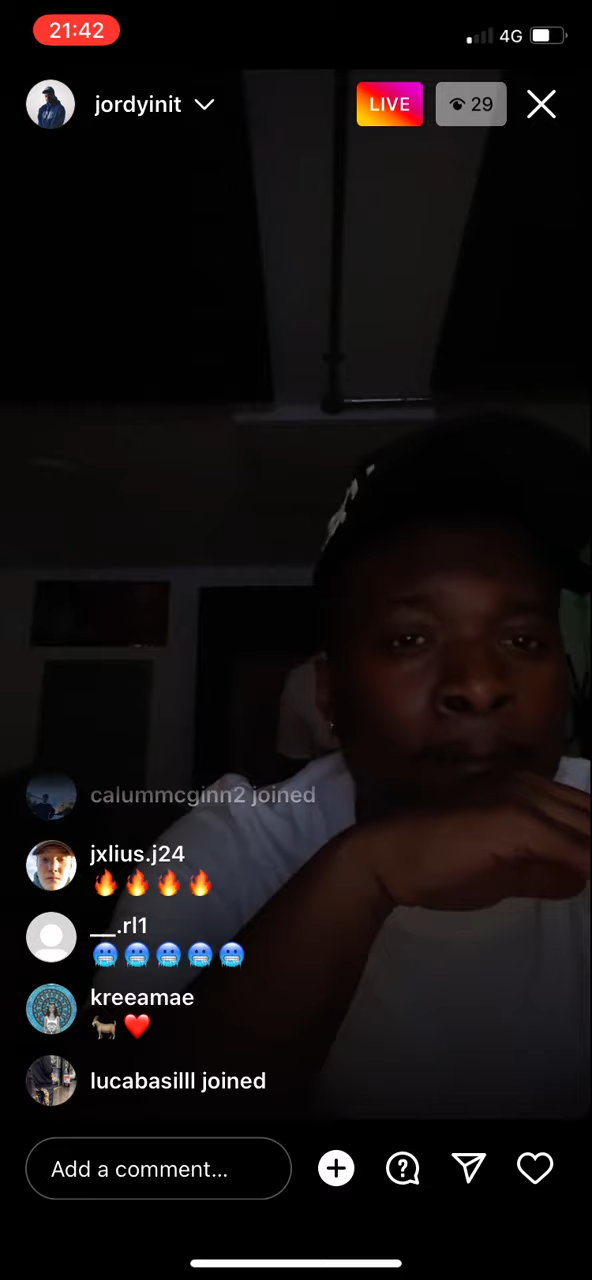 21:42
4G
jordyinit
LIVE
29
calummcginn2 joined
jxlius.j24
🔥🔥🔥🔥
__.rl1
🥶🥶🥶🥶🥶
kreeamae
🐐❤️
lucabasilll joined
Add a comment...